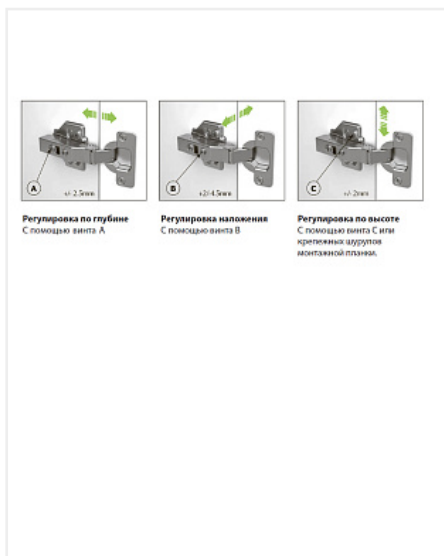 A
+/- 2.5mm
B
+2/-4.5mm
C
+/- 2mm
Регулировка по глубине
С помощью винта A
Регулировка наложения
С помощью винта B
Регулировка по высоте
С помощью винта C или
крепежных шурупов
монтажной планки.